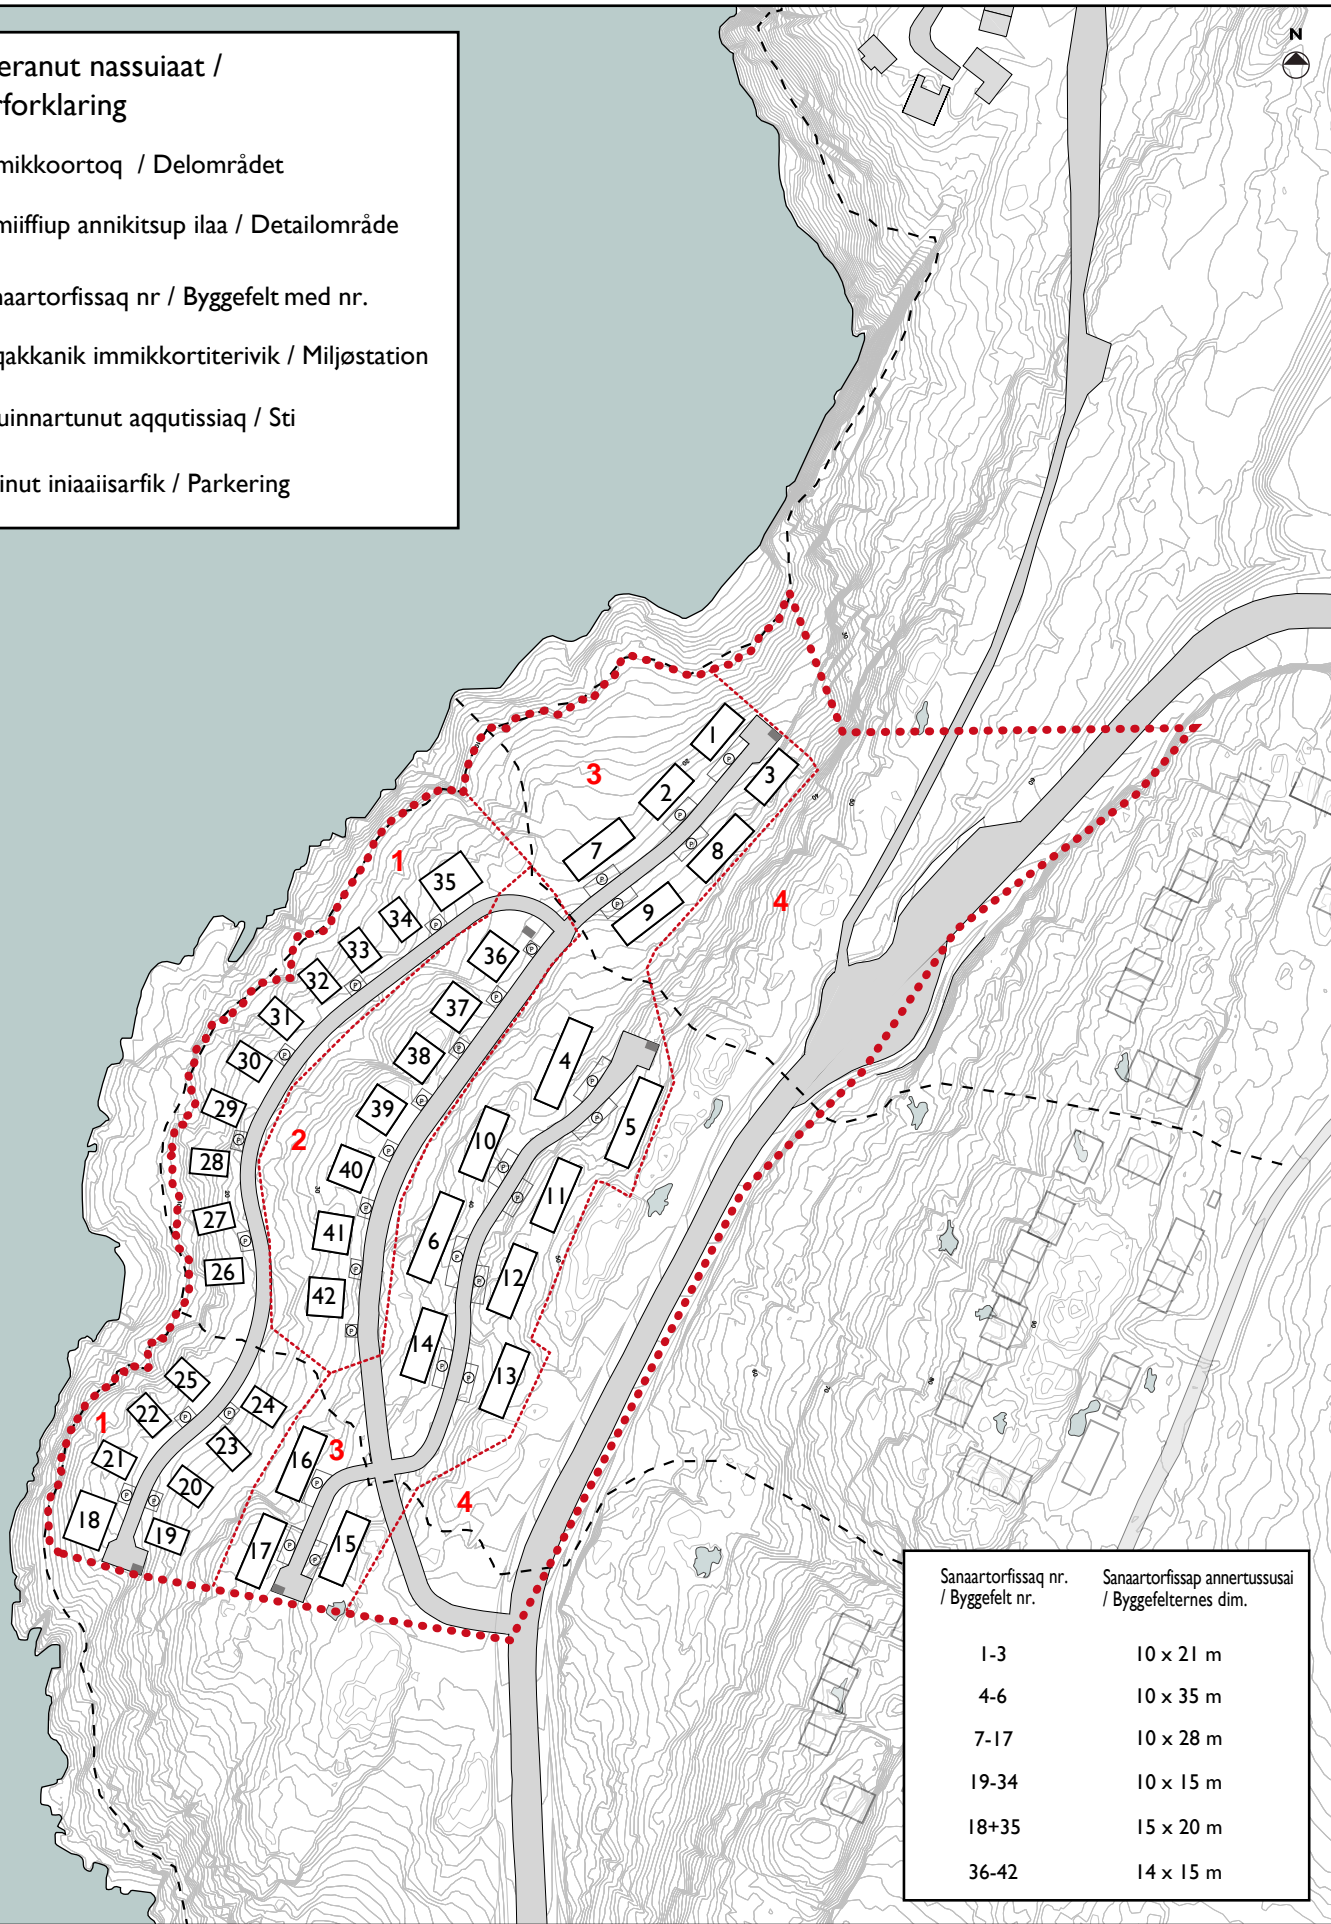 eranut nassuiaat /
rforklaring
mikkoortoq / Delområdet
miiffiup annikitsup ilaa / Detailområde
naartorfissaq nr / Byggefelt med nr.
qakkanik immikkortiterivik / Miljøstation
uinnartunut aqqutissiaq / Sti
inut iniaaiisarfik / Parkering
N
1
2
3
3
7
8
9
1
4
35
34
33
32
36
31
37
30
38
4
29
39
5
2
10
28
40
11
27
41
6
26
42
12
14
13
25
24
22
1
23
21
16
3
20
4
18
19
17
15
Sanaartorfissaq nr. Sanaartorfissap annertussusai
/ Byggefelt nr. / Byggefelternes dim.
1-3 10 x 21 m
4-6 10 x 35 m
7-17 10 x 28 m
19-34 10 x 15 m
18+35 15 x 20 m
36-42 14 x 15 m